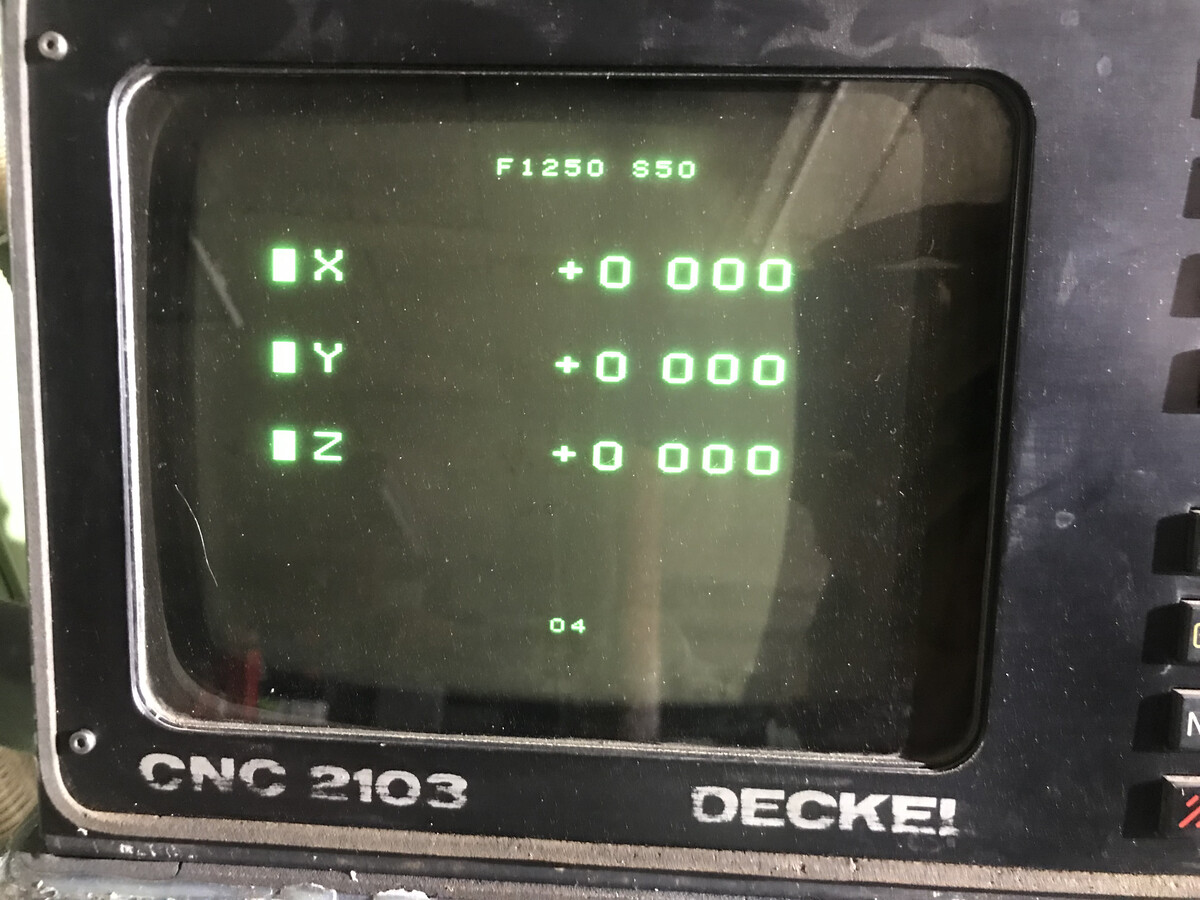 F1250 S50
X +0 000
Y +0 000
Z +0 000
04
CNC 2103
DECKEL